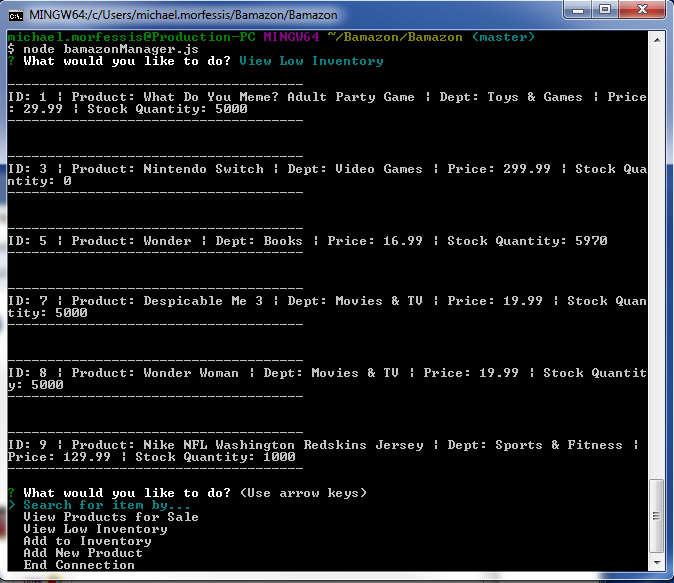 MINGW64:/c/Users/michael.morfessis/Bamazon/Bamazon
michael.morfessis@Production-PC MINGW64 ~/Bamazon/Bamazon (master)
$ node bamazonManager.js
? What would you like to do? View Low Inventory
-------------------------------------
ID: 1 ¦ Product: What Do You Meme? Adult Party Game ¦ Dept: Toys & Games ¦ Price
: 29.99 ¦ Stock Quantity: 5000
-------------------------------------
-------------------------------------
ID: 3 ¦ Product: Nintendo Switch ¦ Dept: Video Games ¦ Price: 299.99 ¦ Stock Qua
ntity: 0
-------------------------------------
-------------------------------------
ID: 5 ¦ Product: Wonder ¦ Dept: Books ¦ Price: 16.99 ¦ Stock Quantity: 5970
-------------------------------------
-------------------------------------
ID: 7 ¦ Product: Despicable Me 3 ¦ Dept: Movies & TV ¦ Price: 19.99 ¦ Stock Quan
tity: 5000
-------------------------------------
-------------------------------------
ID: 8 ¦ Product: Wonder Woman ¦ Dept: Movies & TV ¦ Price: 19.99 ¦ Stock Quantit
y: 5000
-------------------------------------
-------------------------------------
ID: 9 ¦ Product: Nike NFL Washington Redskins Jersey ¦ Dept: Sports & Fitness ¦
Price: 129.99 ¦ Stock Quantity: 1000
-------------------------------------
? What would you like to do? (Use arrow keys)
> Search for item by...
View Products for Sale
View Low Inventory
Add to Inventory
Add New Product
End Connection